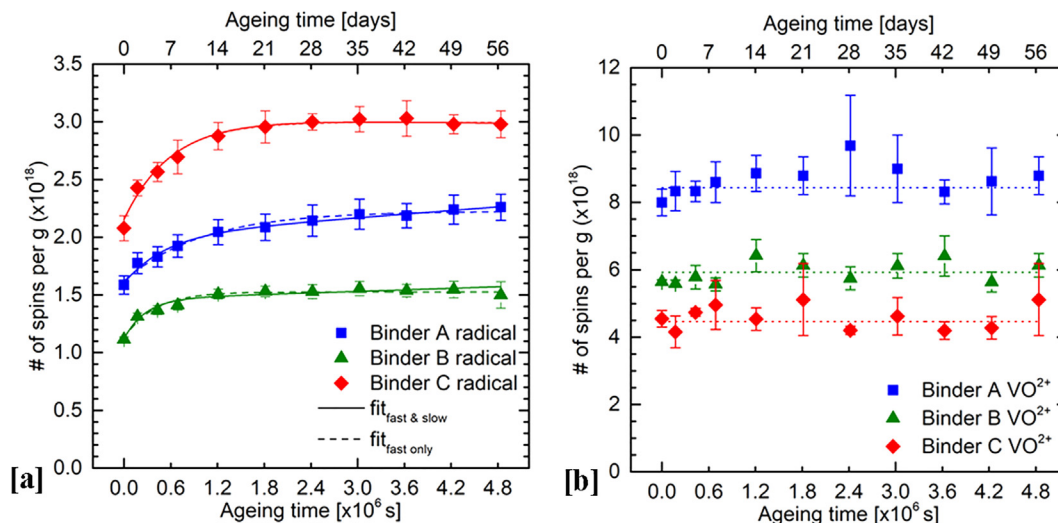 Ageing time [days]
0 7 14 21 28 35 42 49 56
3.5
3.0
2.5
2.0
1.5
1.0
0.5
0.0
# of spins per g (x10¹⁸)
Binder A radical
Binder B radical
Binder C radical
fit fast & slow
fit fast only
0.0 0.6 1.2 1.8 2.4 3.0 3.6 4.2 4.8
Ageing time [x10⁶ s]
[a]
Ageing time [days]
0 7 14 21 28 35 42 49 56
12
10
8
6
4
2
0
# of spins per g (x10¹⁸)
Binder A VO²⁺
Binder B VO²⁺
Binder C VO²⁺
0.0 0.6 1.2 1.8 2.4 3.0 3.6 4.2 4.8
Ageing time [x10⁶ s]
[b]